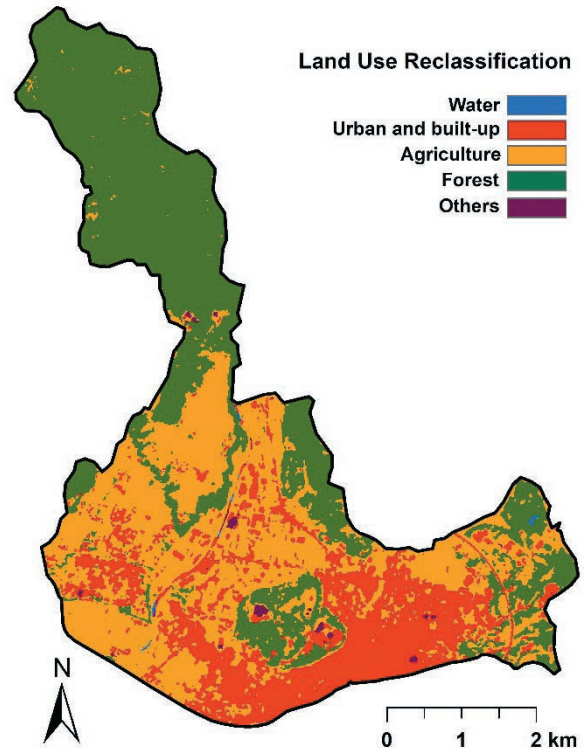 Land Use Reclassification
Water
Urban and built-up
Agriculture
Forest
Others
N
0 1 2 km